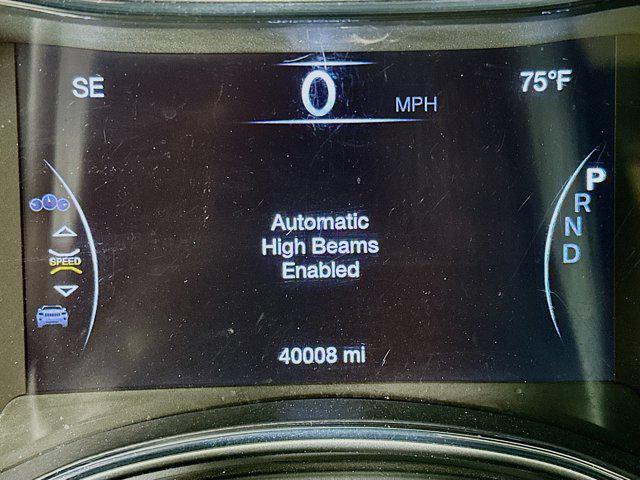 SE
0 MPH
75°F
P
R
N
D
SPEED
Automatic
High Beams
Enabled
40008 mi